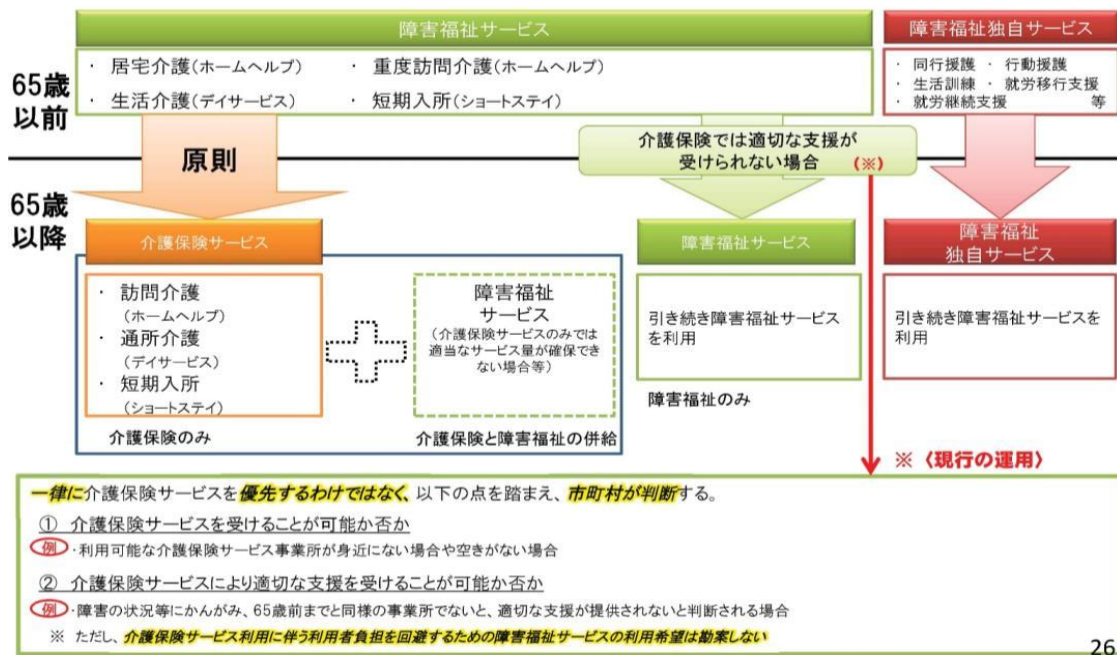 障害福祉サービス
障害福祉独自サービス
65歳
以前
・ 居宅介護(ホームヘルプ)　・ 重度訪問介護(ホームヘルプ)
・ 生活介護(デイサービス)　・ 短期入所(ショートステイ)
・ 同行援護 ・ 行動援護
・ 生活訓練 ・ 就労移行支援
・ 就労継続支援　等
原則
介護保険では適切な支援が
受けられない場合 (※)
65歳
以降
介護保険サービス
・ 訪問介護
(ホームヘルプ)
・ 通所介護
(デイサービス)
・ 短期入所
(ショートステイ)
介護保険のみ
障害福祉
サービス
(介護保険サービスのみでは
適当なサービス量が確保でき
ない場合等)
介護保険と障害福祉の併給
障害福祉サービス
引き続き障害福祉サービス
を利用
障害福祉のみ
障害福祉
独自サービス
引き続き障害福祉サービスを
利用
※〈現行の運用〉
一律に介護保険サービスを優先するわけではなく、以下の点を踏まえ、市町村が判断する。
① 介護保険サービスを受けることが可能か否か
例 ・利用可能な介護保険サービス事業所が身近にない場合や空きがない場合
② 介護保険サービスにより適切な支援を受けることが可能か否か
例 ・障害の状況等にかんがみ、65歳前までと同様の事業所でないと、適切な支援が提供されないと判断される場合
※ ただし、介護保険サービス利用に伴う利用者負担を回避するための障害福祉サービスの利用希望は勘案しない
26